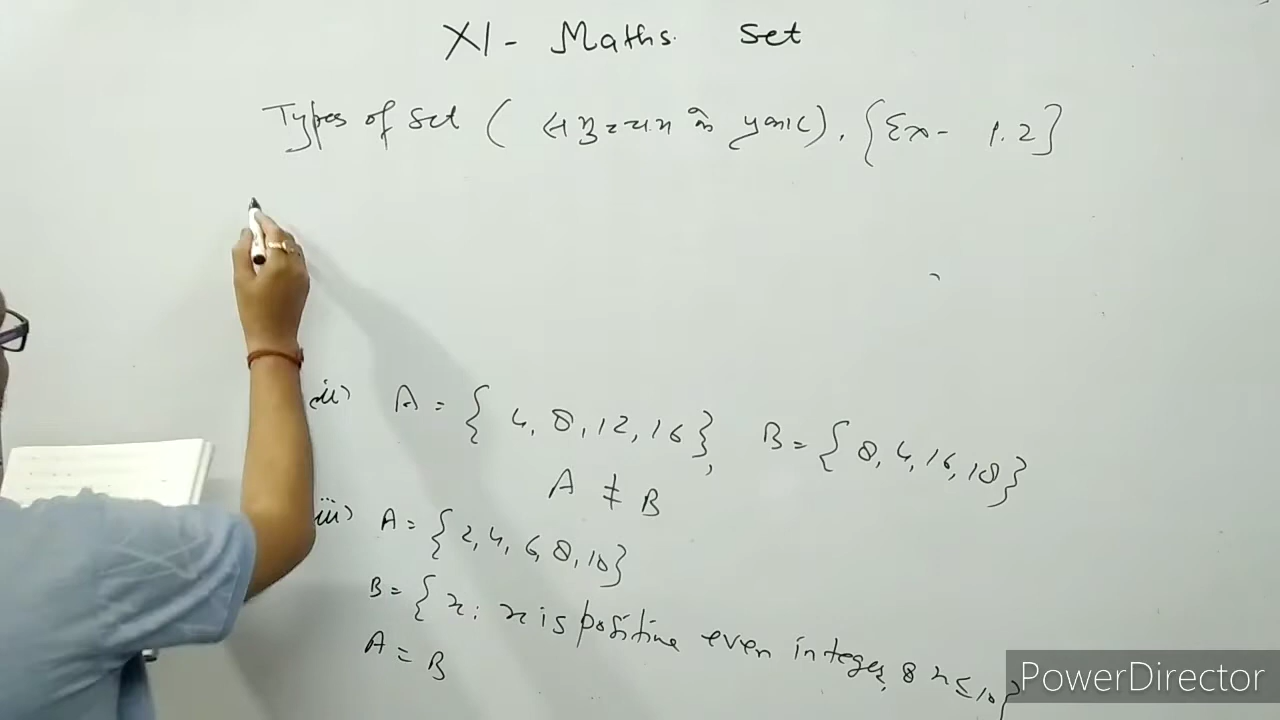 XI - Maths. Set
Types of Set ( समुच्चय के प्रकार ). {Ex- 1.2}
ii) A = { 4, 8, 12, 16}, B = { 8, 4, 16, 18}
A ≠ B
iii) A = { 2, 4, 6, 8, 10}
B = { x : x is positive even integer, & x ≤ 10}
A = B
PowerDirector